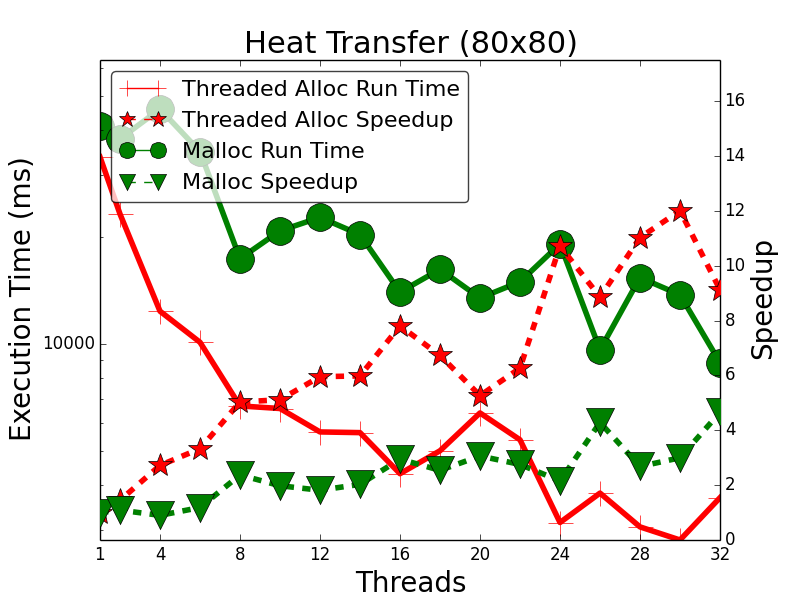 Heat Transfer (80x80)
Threaded Alloc Run Time
Threaded Alloc Speedup
Malloc Run Time
Malloc Speedup
Execution Time (ms)
10000
16
14
12
10
8
6
4
2
0
Speedup
1 4 8 12 16 20 24 28 32
Threads